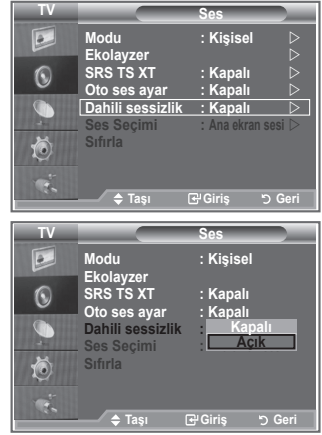 TV Ses
Modu : Kişisel
Ekolayzer
SRS TS XT : Kapalı
Oto ses ayar : Kapalı
Dahili sessizlik : Kapalı
Ses Seçimi : Ana ekran sesi
Sıfırla
Taşı Giriş Geri
TV Ses
Modu : Kişisel
Ekolayzer
SRS TS XT : Kapalı
Oto ses ayar : Kapalı
Dahili sessizlik : Kapalı
Ses Seçimi : Açık
Sıfırla
Taşı Giriş Geri